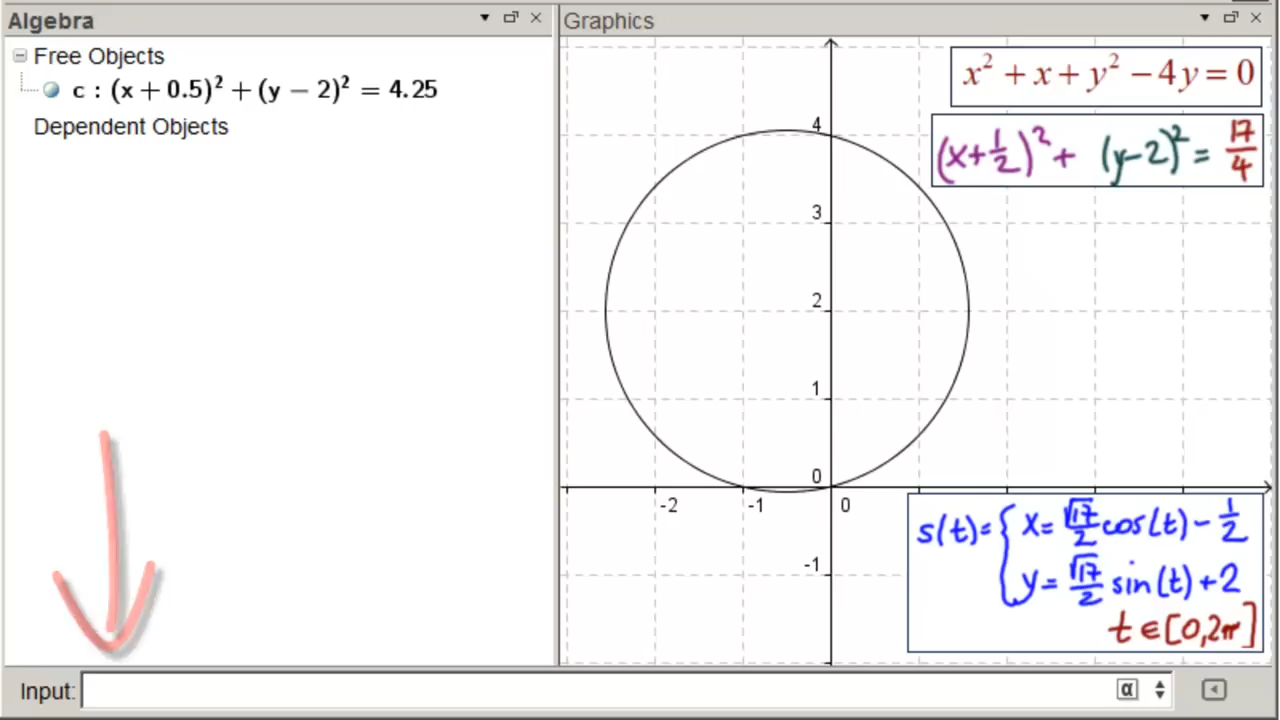 Algebra
Free Objects
c : (x + 0.5)² + (y − 2)² = 4.25
Dependent Objects
Graphics
x² + x + y² − 4y = 0
(x+½)² + (y−2)² = 17/4
4
3
2
1
0
-2 -1 0
-1
s(t)= { x = √17/2 cos(t) − ½
y = √17/2 sin(t) + 2
t ∈ [0, 2π]
Input:
α